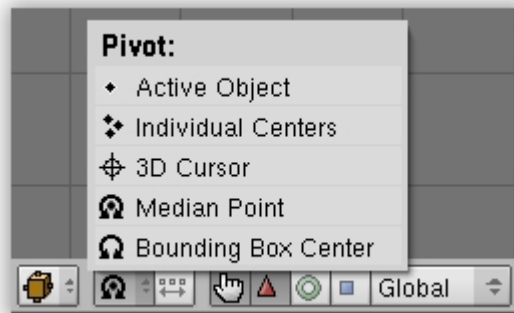 Pivot:
Active Object
Individual Centers
3D Cursor
Median Point
Bounding Box Center
Global